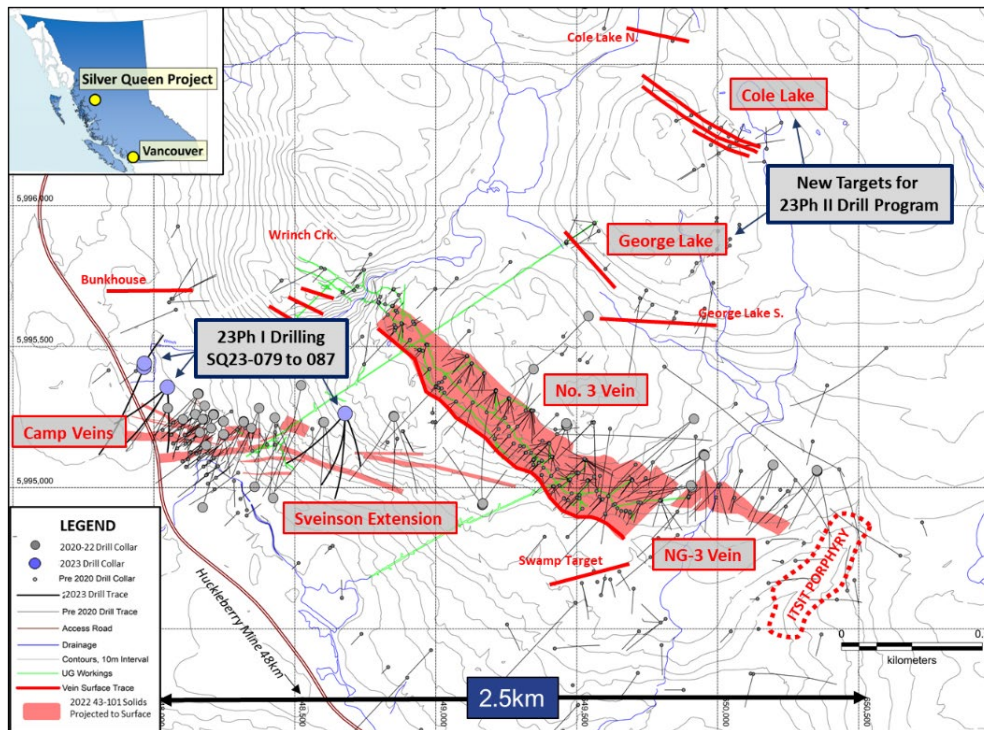 Silver Queen Project
Vancouver
Cole Lake N.
Cole Lake
New Targets for
23Ph II Drill Program
5,996,000
George Lake
Wrinch Crk.
Bunkhouse
George Lake S.
23Ph I Drilling
SQ23-079 to 087
5,995,500
No. 3 Vein
Camp Veins
5,995,000
Sveinson Extension
NG-3 Vein
Swamp Target
ITSIT PORPHYRY
Huckleberry Mine 48km
LEGEND
2020-22 Drill Collar
2023 Drill Collar
Pre 2020 Drill Collar
2023 Drill Trace
Pre 2020 Drill Trace
Access Road
Drainage
Contours, 10m Interval
UG Workings
Vein Surface Trace
2022 43-101 Solids
Projected to Surface
0
kilometers
2.5km